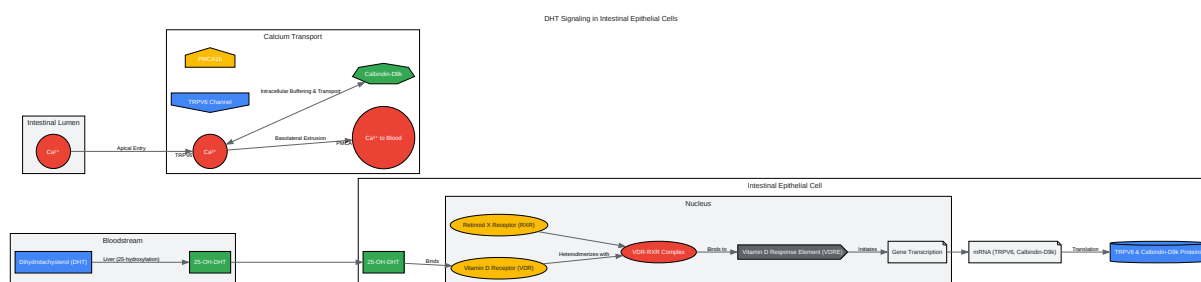 DHT Signaling in Intestinal Epithelial Cells
Calcium Transport
PMCA1b
Calbindin-D9k
TRPV6 Channel
Intracellular Buffering & Transport
Intestinal Lumen
Ca²⁺
Apical Entry
TRPV6
Ca²⁺
Basolateral Extrusion
PMCA
Ca²⁺ to Blood
Intestinal Epithelial Cell
Nucleus
Retinoid X Receptor (RXR)
Bloodstream
Dihydrotachysterol (DHT)
Liver (25-hydroxylation)
25-OH-DHT
25-OH-DHT
Binds
Vitamin D Receptor (VDR)
Heterodimerizes with
VDR-RXR Complex
Binds to
Vitamin D Response Element (VDRE)
Initiates
Gene Transcription
mRNA (TRPV6, Calbindin-D9k)
Translation
TRPV6 & Calbindin-D9k Proteins